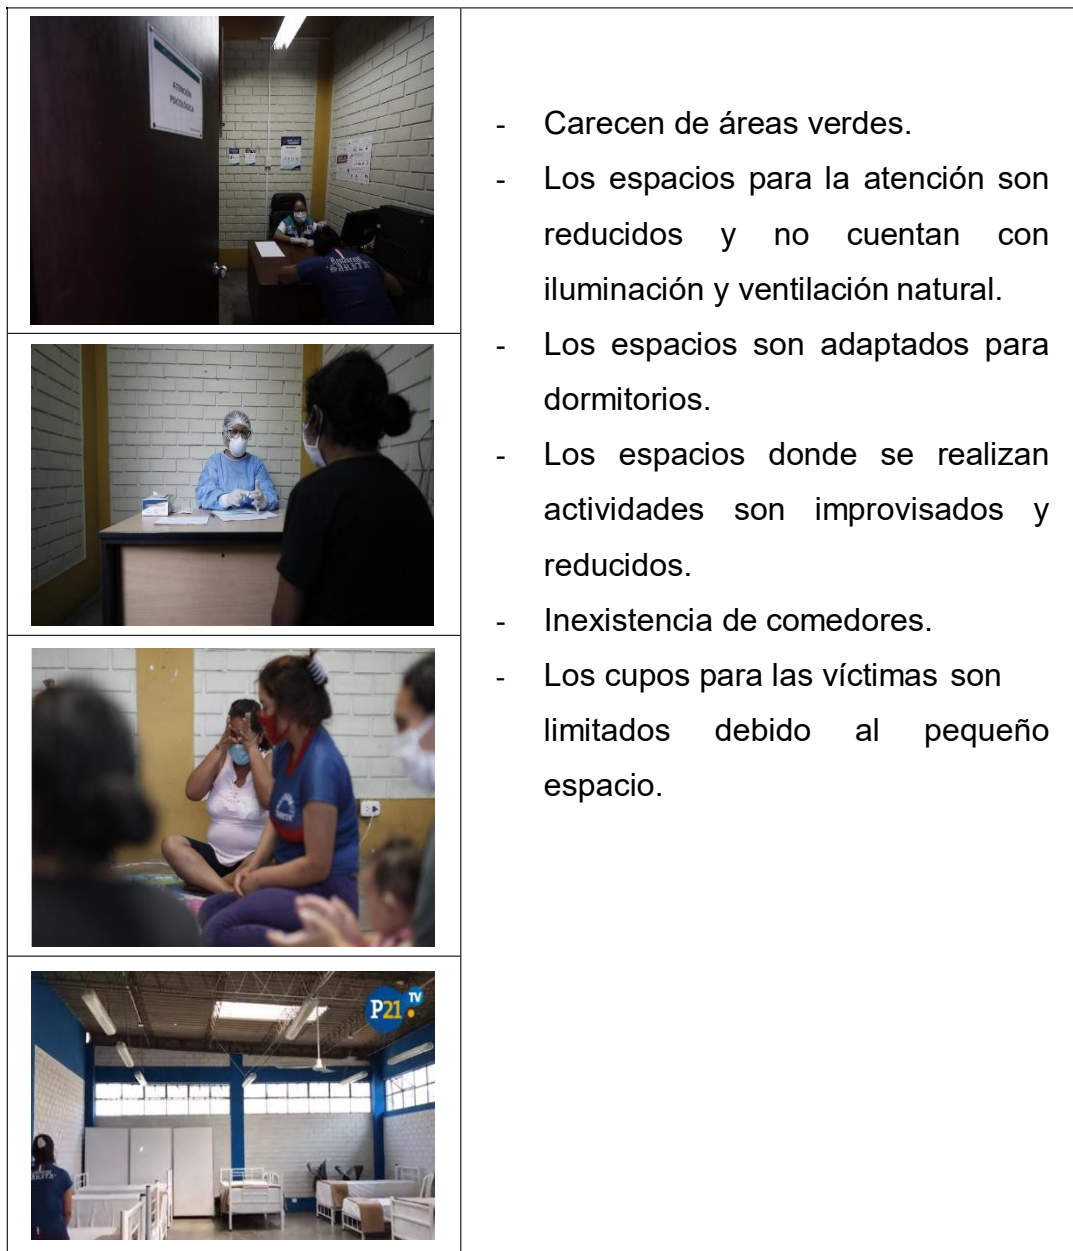 ATENCIÓN
PSICOLÓGICA
P21 TV
- Carecen de áreas verdes.
- Los espacios para la atención son
reducidos y no cuentan con
iluminación y ventilación natural.
- Los espacios son adaptados para
dormitorios.
- Los espacios donde se realizan
actividades son improvisados y
reducidos.
- Inexistencia de comedores.
- Los cupos para las víctimas son
limitados debido al pequeño
espacio.